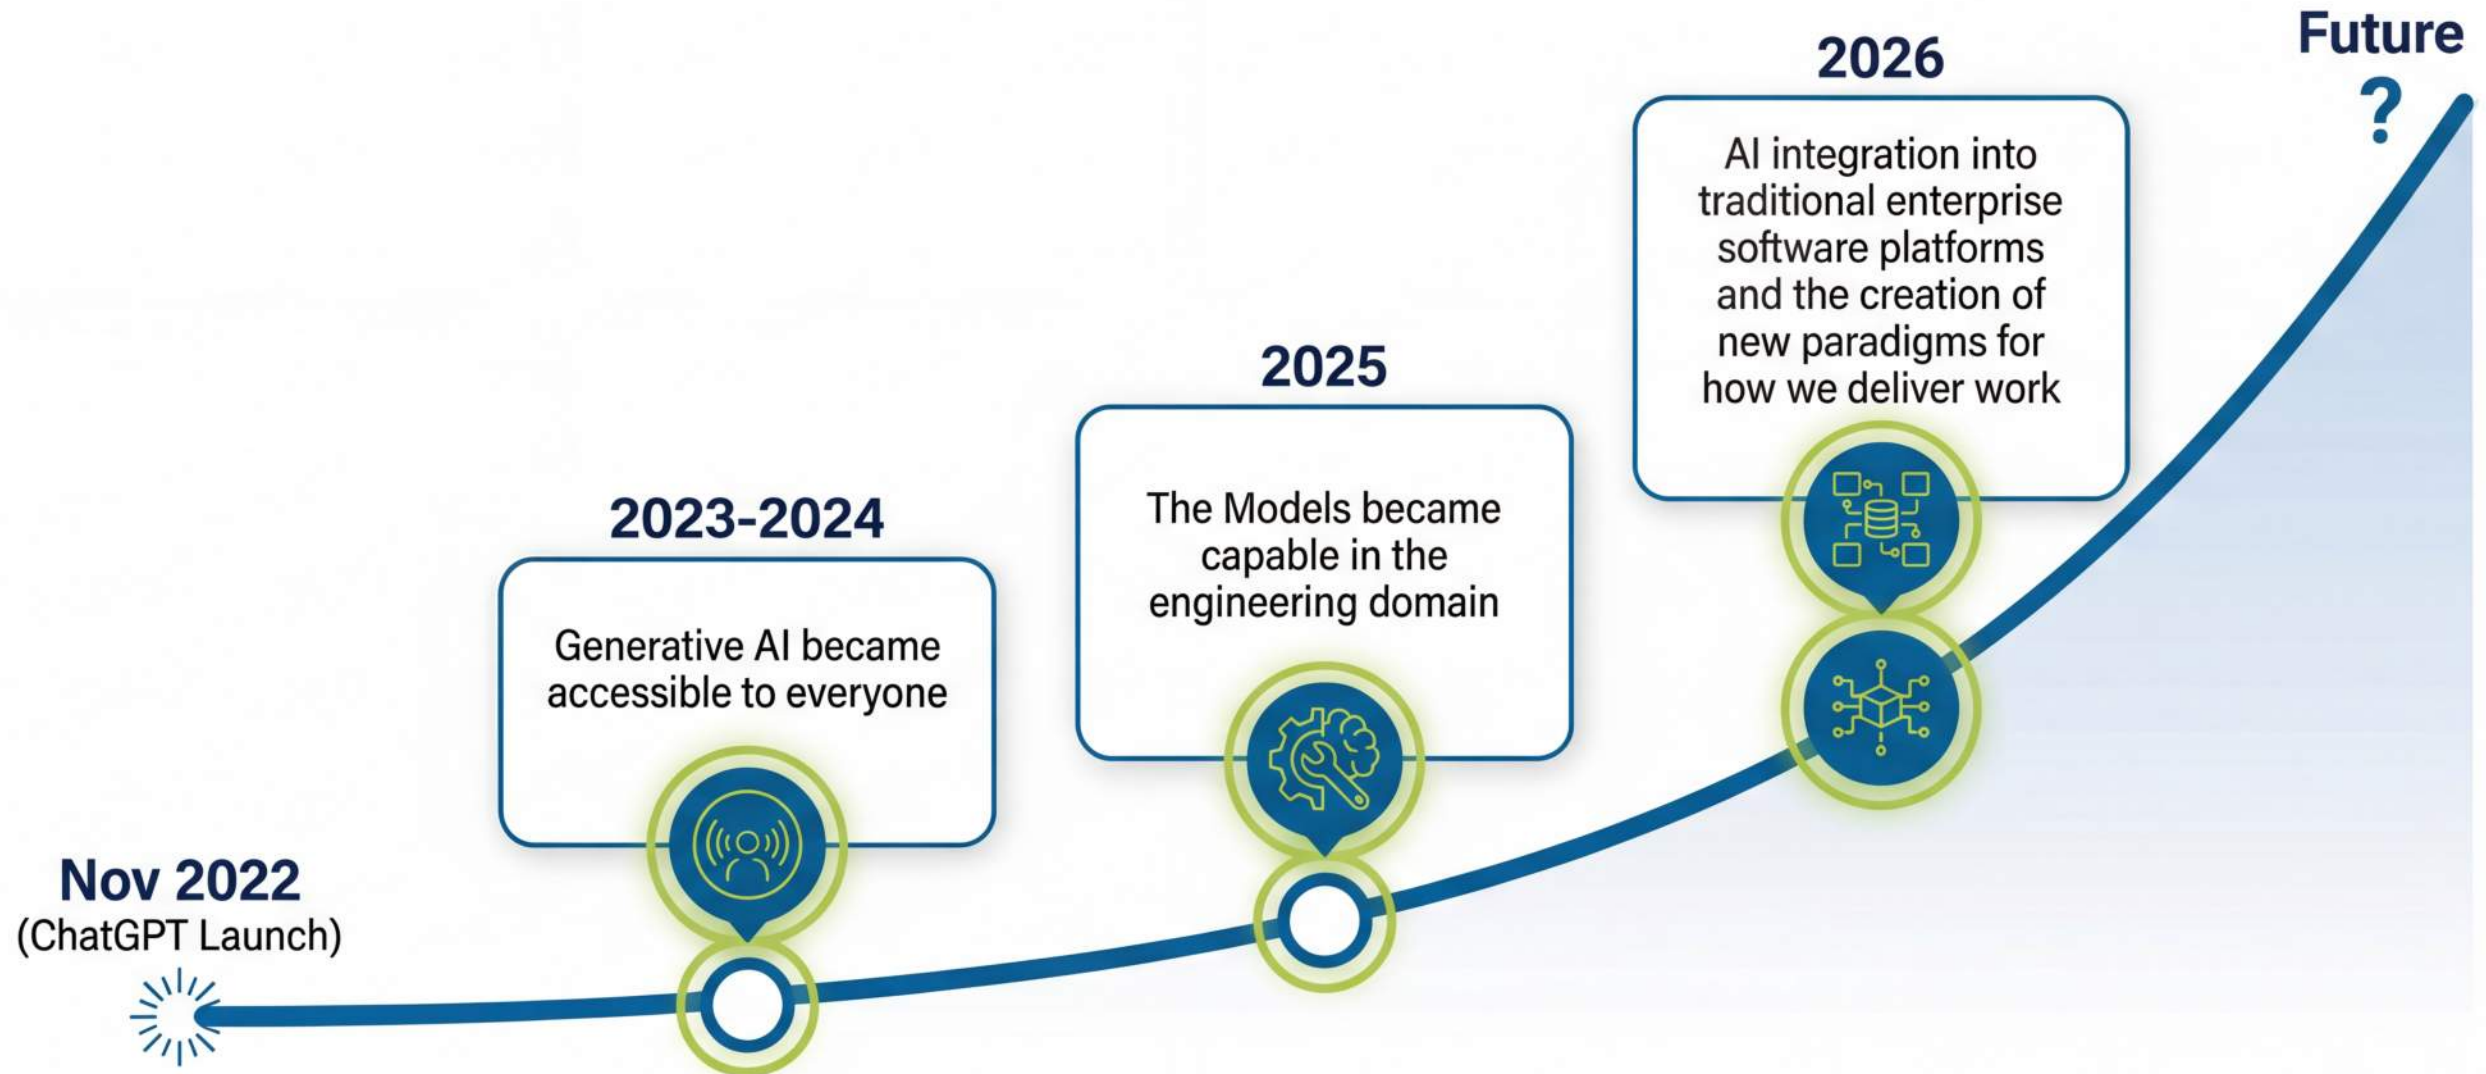 Nov 2022
(ChatGPT Launch)
2023-2024
Generative AI became
accessible to everyone
2025
The Models became
capable in the
engineering domain
2026
AI integration into
traditional enterprise
software platforms
and the creation of
new paradigms for
how we deliver work
Future
?